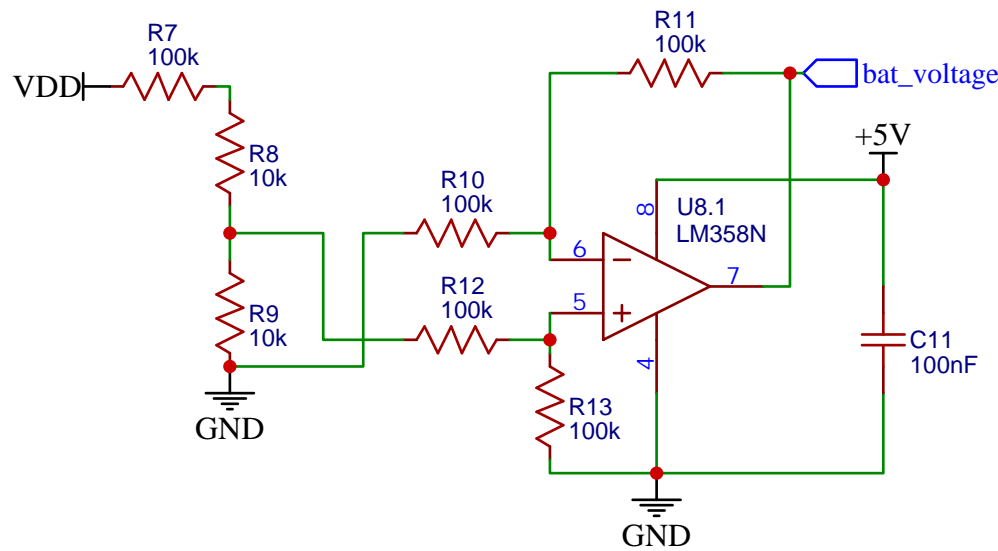 R7
100k
VDD
R8
10k
R9
10k
GND
R10
100k
R12
100k
R11
100k
bat_voltage
+5V
8
U8.1
LM358N
6
5
7
4
R13
100k
GND
C11
100nF